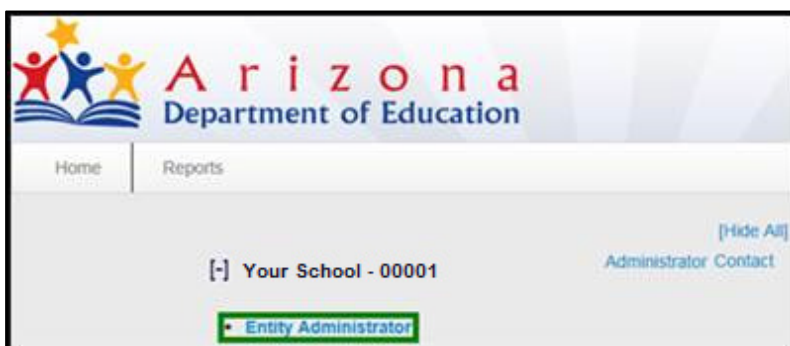 Arizona
Department of Education
Home Reports
[Hide All]
[-] Your School - 00001 Administrator Contact
• Entity Administrator